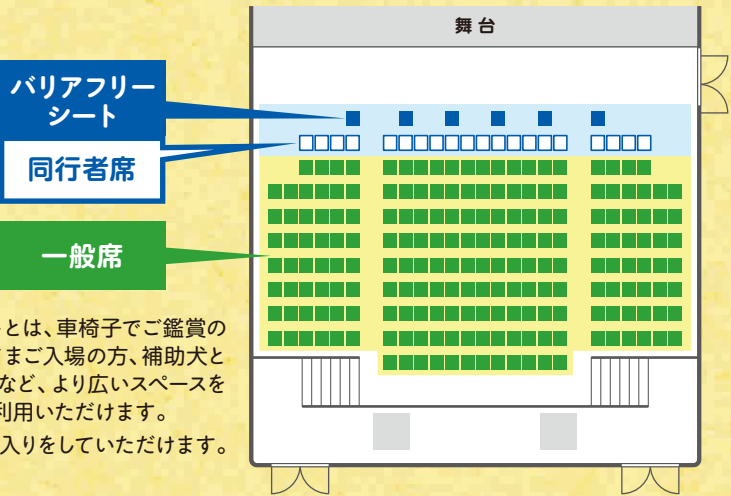 舞台
バリアフリー
シート
同行者席
一般席
とは、車椅子でご鑑賞の
まご入場の方、補助犬と
など、より広いスペースを
利用いただけます。
入りをしていただけます。